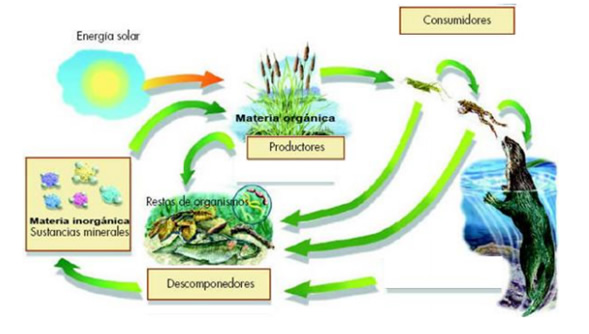 Consumidores
Energía solar
Materia orgánica
Productores
Restos de organismos
Materia inorgánica
Sustancias minerales
Descomponedores